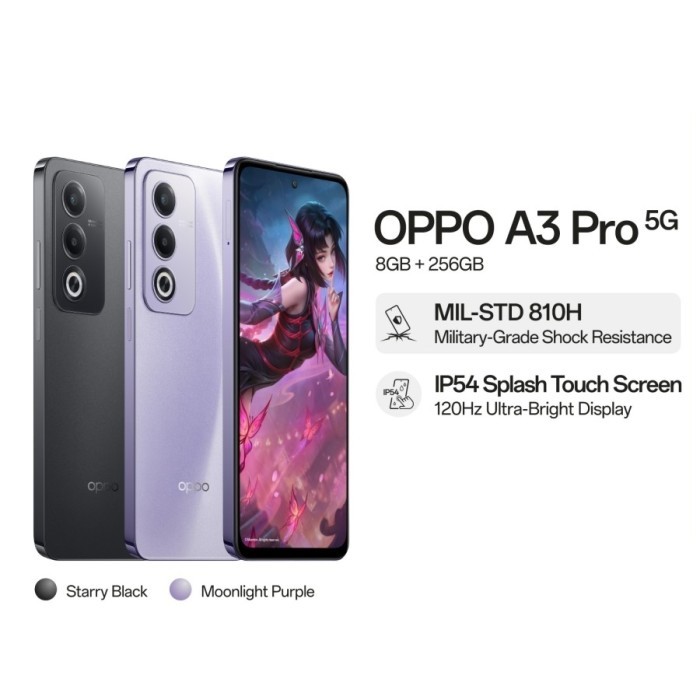 OPPO A3 Pro 5G
8GB + 256GB
MIL-STD 810H
Military-Grade Shock Resistance
IP54
IP54 Splash Touch Screen
120Hz Ultra-Bright Display
oppo
oppo
Starry Black
Moonlight Purple